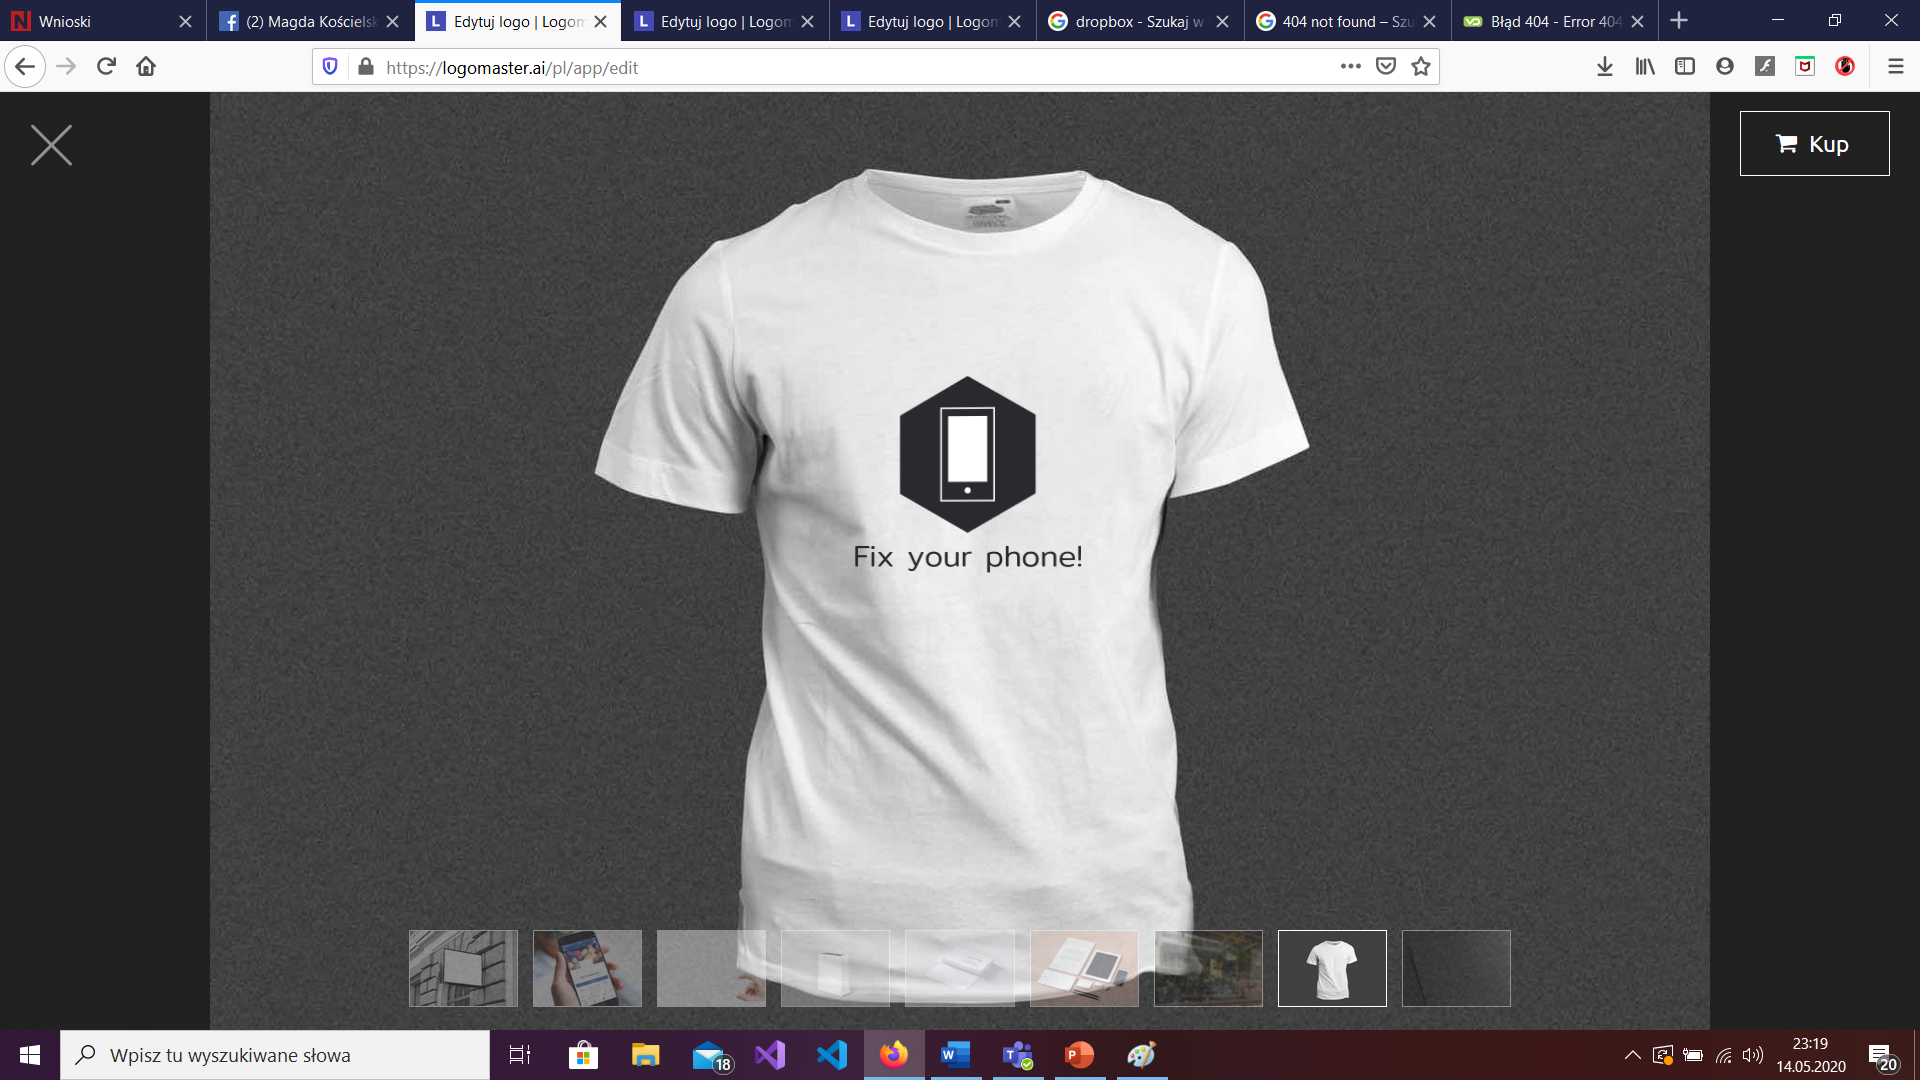 Wnioski
(2) Magda Kościelsk
Edytuj logo | Logom
Edytuj logo | Logom
Edytuj logo | Logom
dropbox - Szukaj w
404 not found – Szu
Błąd 404 - Error 404
https://logomaster.ai/pl/app/edit
Kup
Fix your phone!
Wpisz tu wyszukiwane słowa
18
23:19
14.05.2020
20